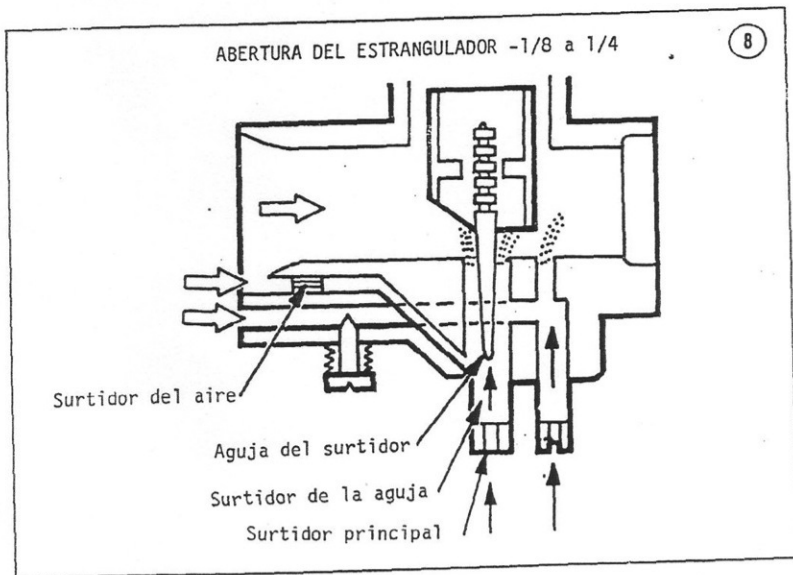 ABERTURA DEL ESTRANGULADOR -1/8 a 1/4
8
Surtidor del aire
Aguja del surtidor
Surtidor de la aguja
Surtidor principal